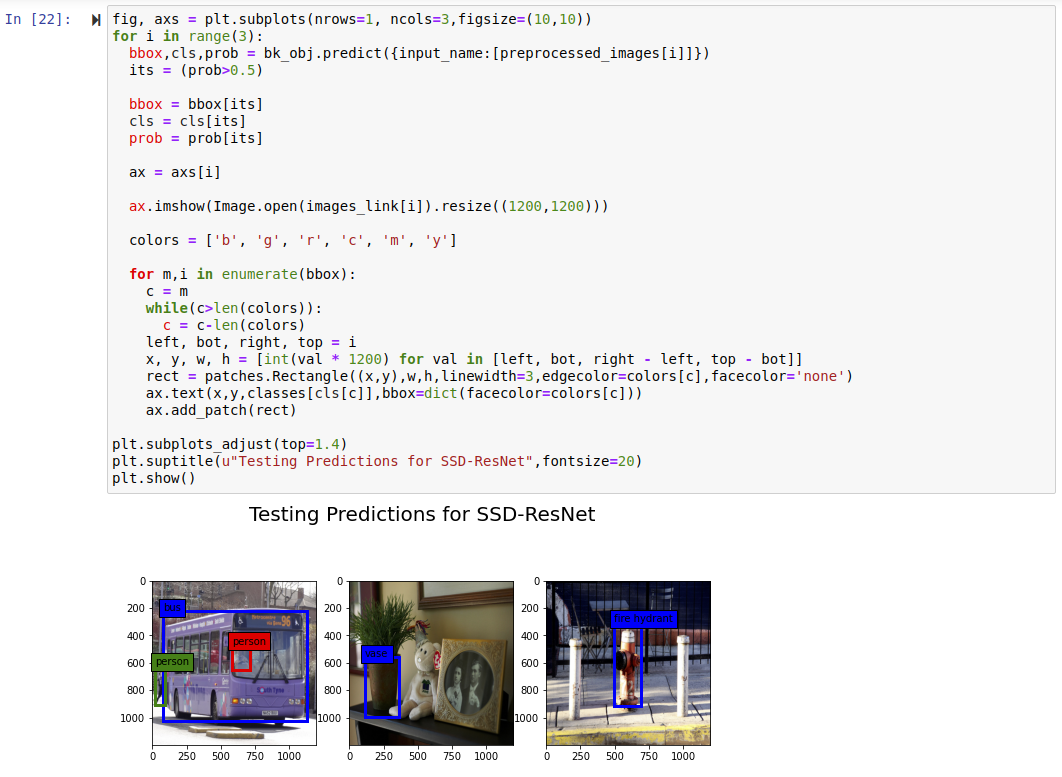 In [22]:
fig, axs = plt.subplots(nrows=1, ncols=3,figsize=(10,10))
for i in range(3):
  bbox,cls,prob = bk_obj.predict({input_name:[preprocessed_images[i]]})
  its = (prob>0.5)
  bbox = bbox[its]
  cls = cls[its]
  prob = prob[its]
  ax = axs[i]
  ax.imshow(Image.open(images_link[i]).resize((1200,1200)))
  colors = ['b', 'g', 'r', 'c', 'm', 'y']
  for m,i in enumerate(bbox):
    c = m
    while(c>len(colors)):
      c = c-len(colors)
    left, bot, right, top = i
    x, y, w, h = [int(val * 1200) for val in [left, bot, right - left, top - bot]]
    rect = patches.Rectangle((x,y),w,h,linewidth=3,edgecolor=colors[c],facecolor='none')
    ax.text(x,y,classes[cls[c]],bbox=dict(facecolor=colors[c]))
    ax.add_patch(rect)
plt.subplots_adjust(top=1.4)
plt.suptitle(u"Testing Predictions for SSD-ResNet",fontsize=20)
plt.show()
Testing Predictions for SSD-ResNet
0
200
400
600
800
1000
0 250 500 750 1000
bus
96
person
person
0
200
400
600
800
1000
0 250 500 750 1000
vase
0
200
400
600
800
1000
0 250 500 750 1000
fire hydrant